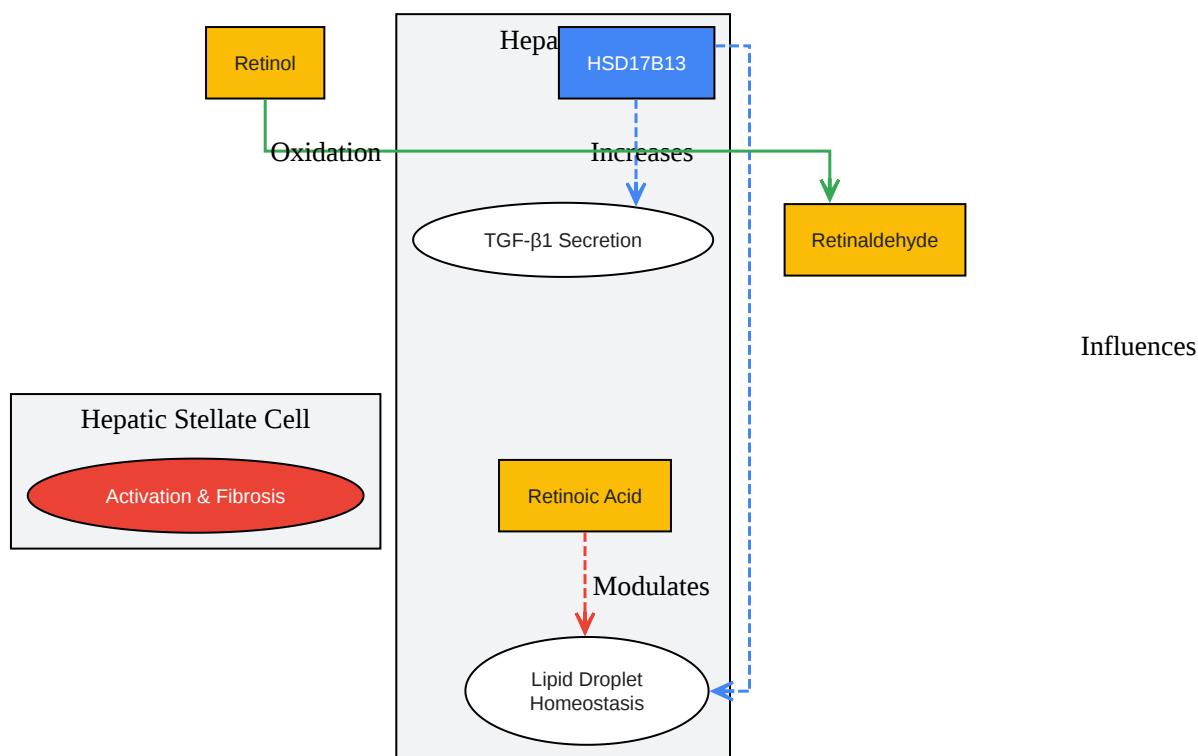 Hepa
Retinol
HSD17B13
Oxidation
Increases
TGF-β1 Secretion
Retinaldehyde
Influences
Hepatic Stellate Cell
Activation & Fibrosis
Retinoic Acid
Modulates
Lipid Droplet
Homeostasis